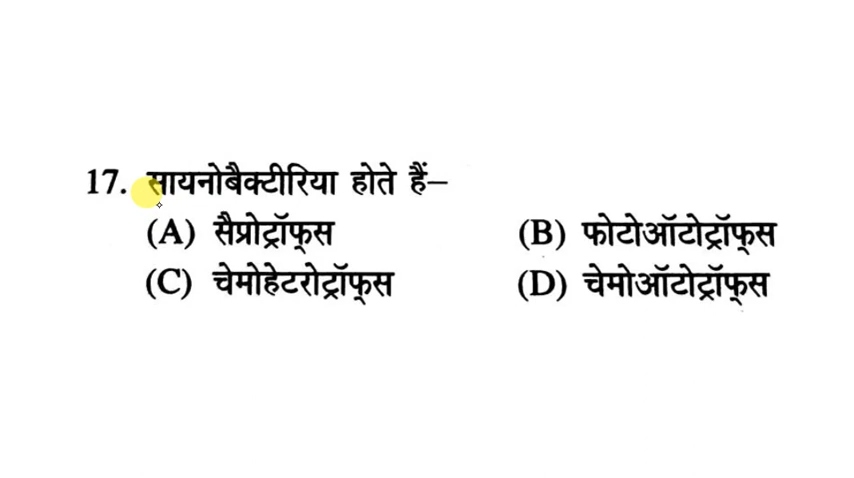 17. सायनोबैक्टीरिया होते हैं–
(A) सैप्रोट्रॉफ्स (B) फोटोऑटोट्रॉफ्स
(C) चेमोहेटरोट्रॉफ्स (D) चेमोऑटोट्रॉफ्स